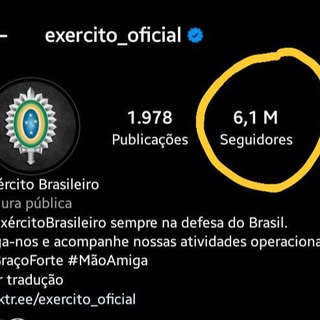 exercito_oficial
1.978
6,1 M
Publicações
Seguidores
ército Brasileiro
ura pública
xércitoBrasileiro sempre na defesa do Brasil.
a-nos e acompanhe nossas atividades operaciona
BraçoForte #MãoAmiga
r tradução
ktr.ee/exercito_oficial